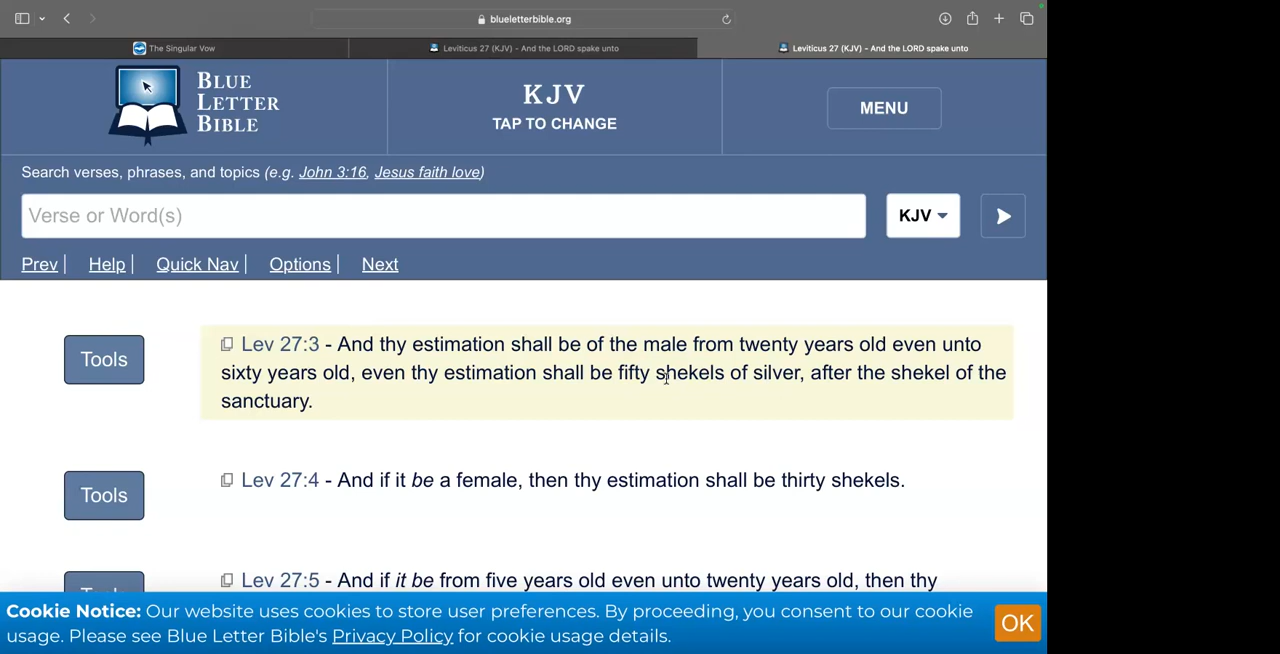 blueletterbible.org
The Singular Vow
Leviticus 27 (KJV) - And the LORD spake unto
Leviticus 27 (KJV) - And the LORD spake unto
BLUE
LETTER
BIBLE
KJV
TAP TO CHANGE
MENU
Search verses, phrases, and topics (e.g. John 3:16, Jesus faith love)
Verse or Word(s)
KJV
Prev | Help | Quick Nav | Options | Next
Tools
Lev 27:3 - And thy estimation shall be of the male from twenty years old even unto
sixty years old, even thy estimation shall be fifty shekels of silver, after the shekel of the
sanctuary.
Tools
Lev 27:4 - And if it be a female, then thy estimation shall be thirty shekels.
Tools
Lev 27:5 - And if it be from five years old even unto twenty years old, then thy
Cookie Notice: Our website uses cookies to store user preferences. By proceeding, you consent to our cookie
usage. Please see Blue Letter Bible's Privacy Policy for cookie usage details.
OK